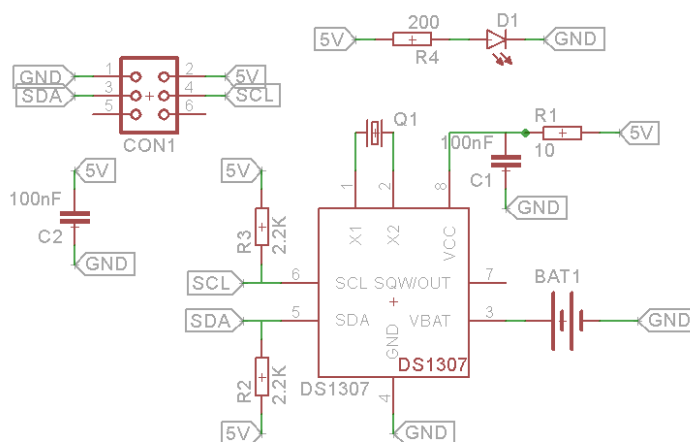 200
D1
5V
GND
R4
GND
1
2
5V
SDA
3
4
SCL
5
6
CON1
Q1
100nF
R1
5V
10
C1
GND
1
2
8
X1
X2
VCC
5V
100nF
C2
GND
5V
R3
2.2K
SCL
6
SCL
SQW/OUT
7
SDA
5
SDA
VBAT
3
BAT1
GND
GND
DS1307
DS1307
R2
2.2K
5V
4
GND